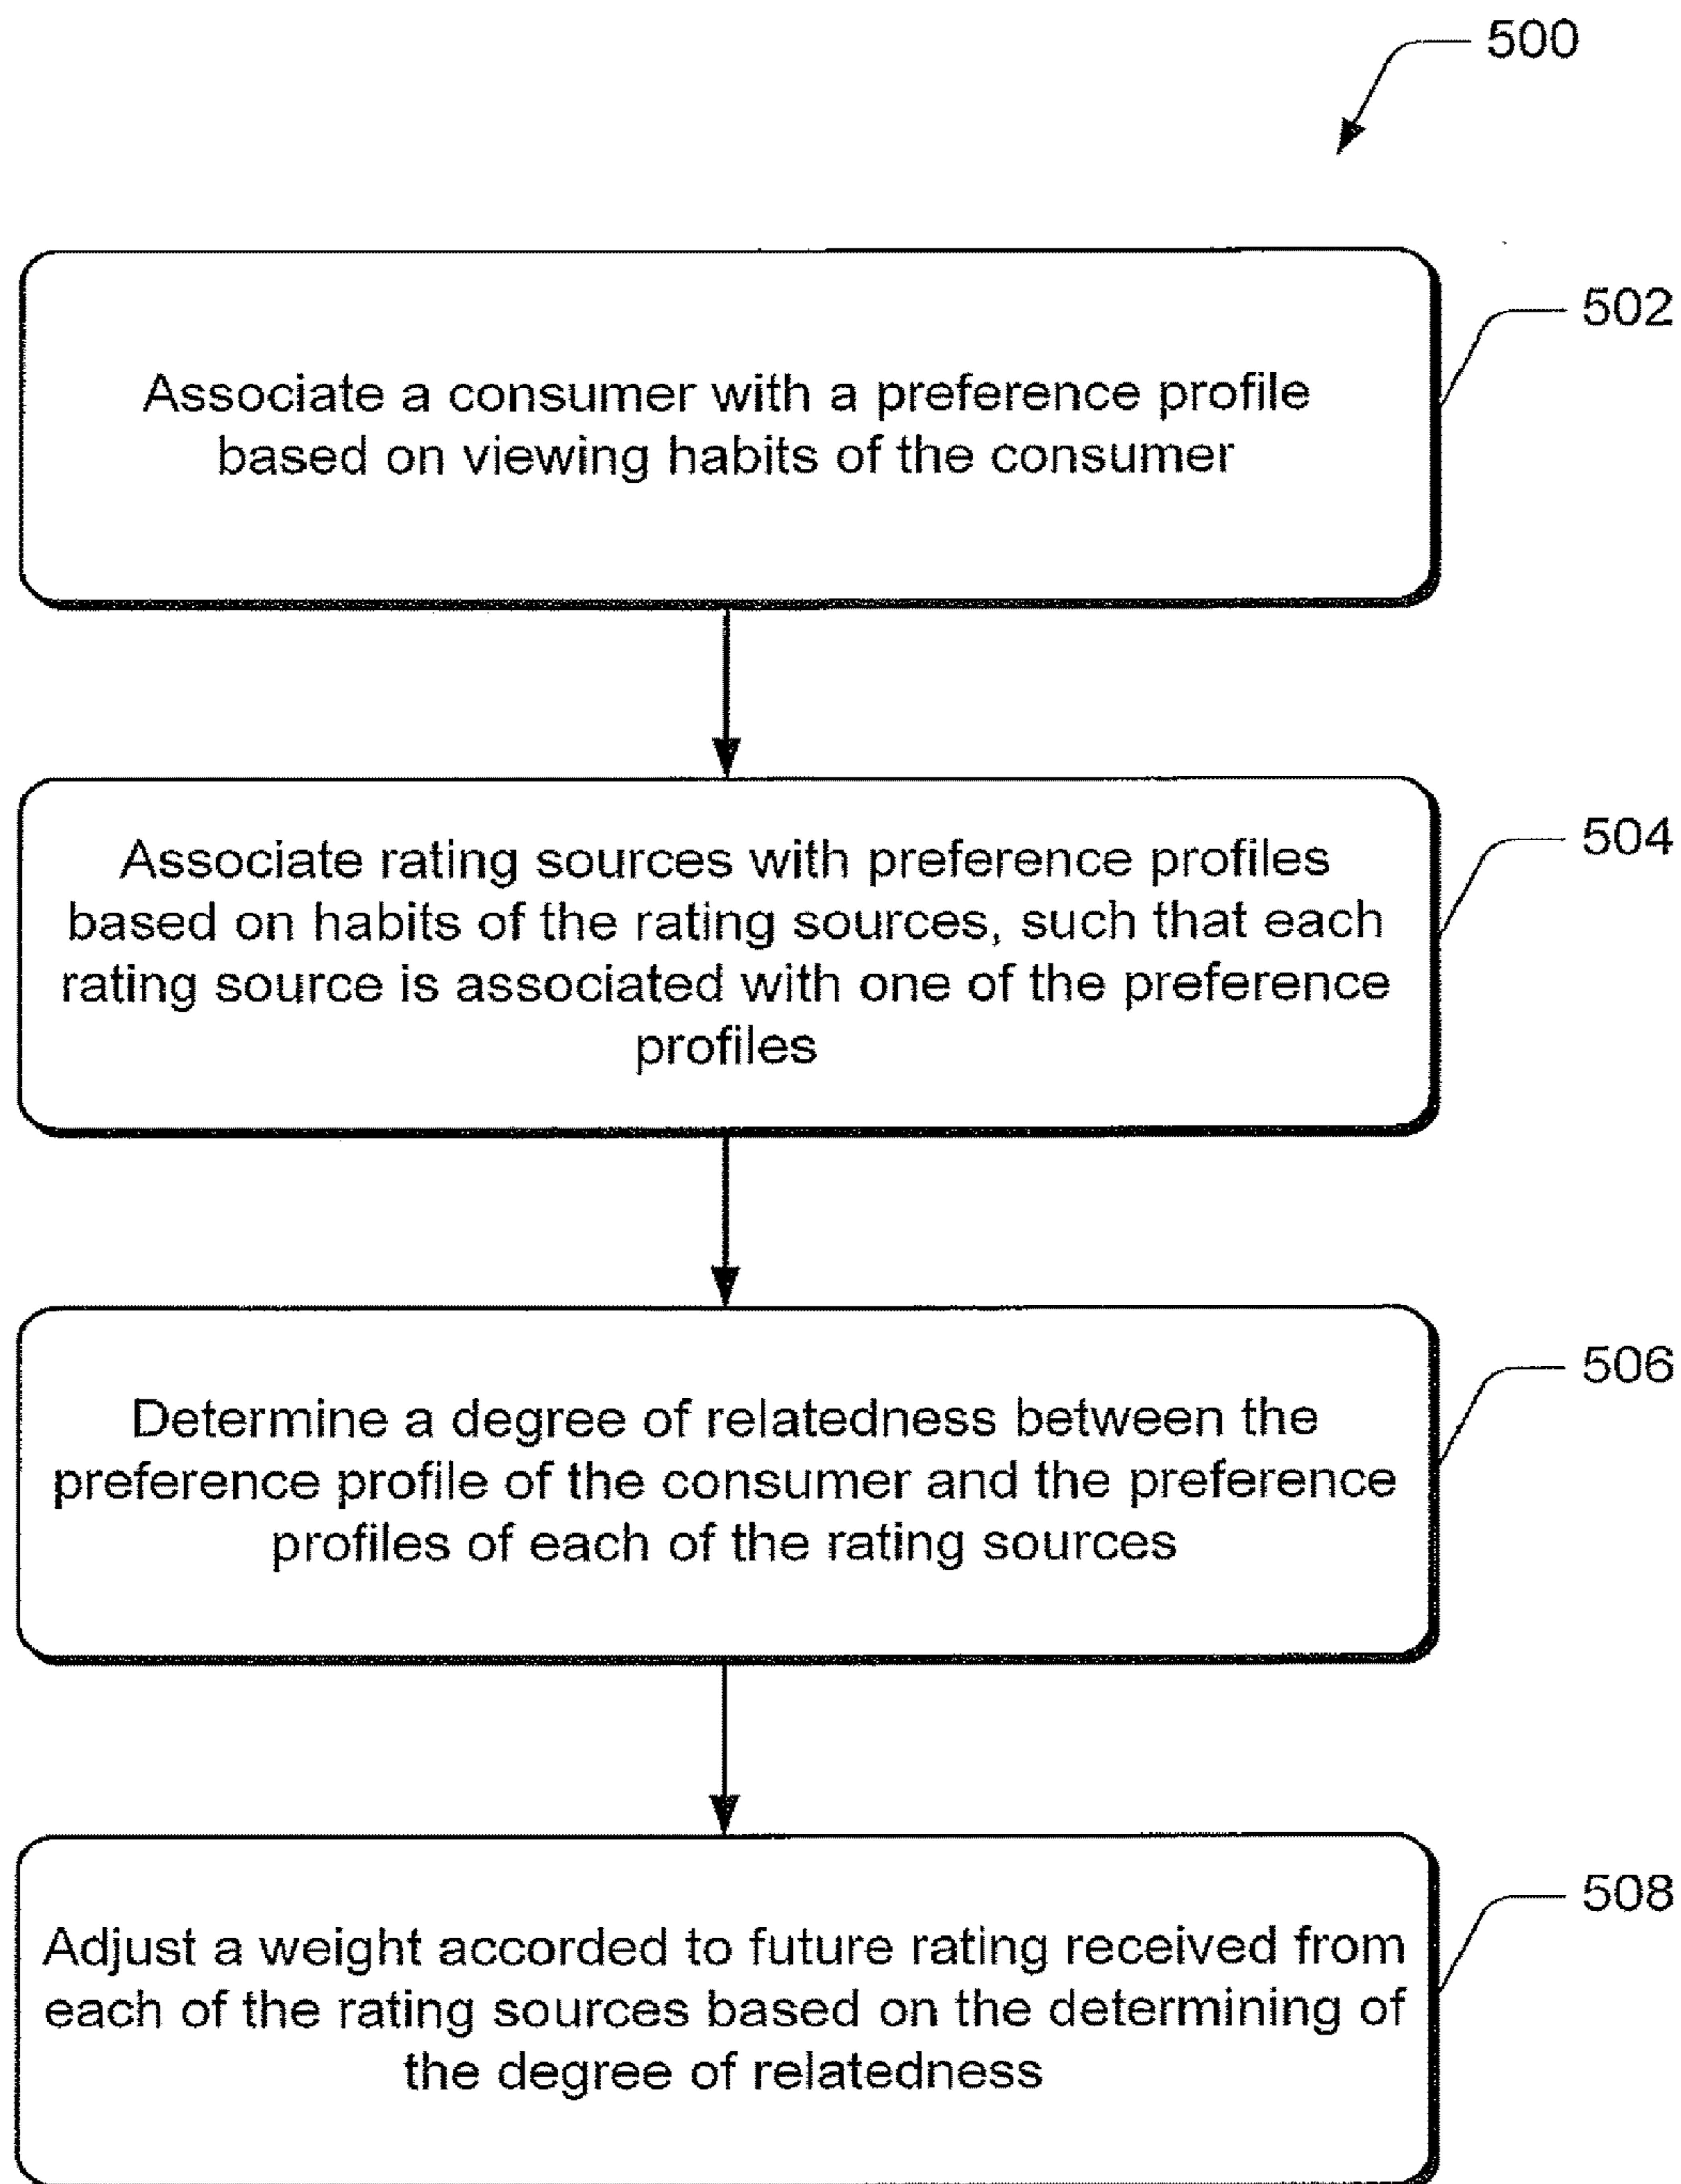 500
502
Associate a consumer with a preference profile
based on viewing habits of the consumer
504
Associate rating sources with preference profiles
based on habits of the rating sources, such that each
rating source is associated with one of the preference
profiles
506
Determine a degree of relatedness between the
preference profile of the consumer and the preference
profiles of each of the rating sources
508
Adjust a weight accorded to future rating received from
each of the rating sources based on the determining of
the degree of relatedness